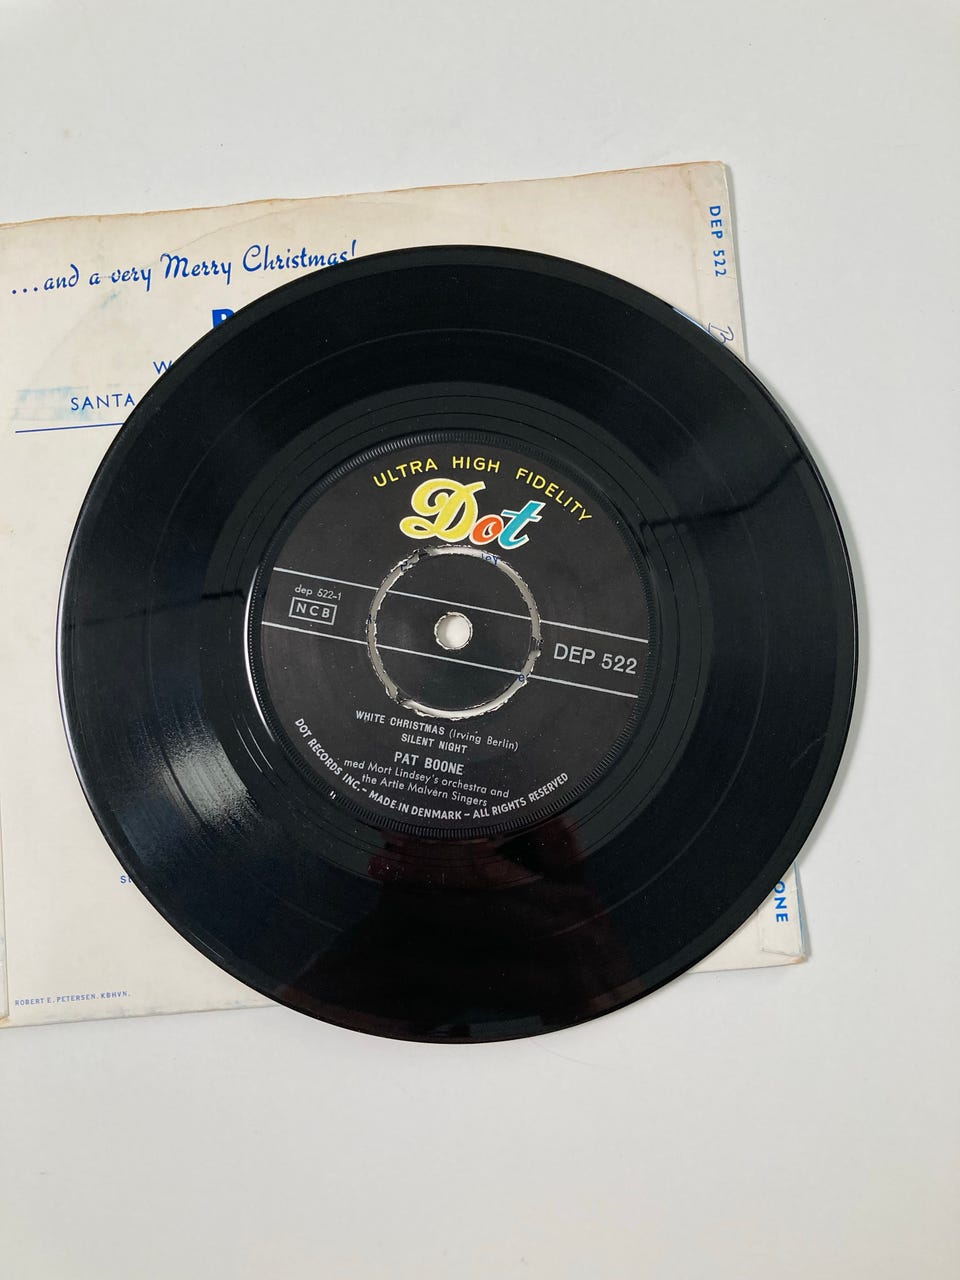 ...and a very Merry Christmas!
DEP 522
SANTA
ULTRA HIGH FIDELITY
Dot
dep 522-1
NCB
DEP 522
WHITE CHRISTMAS (Irving Berlin)
SILENT NIGHT
PAT BOONE
med Mort Lindsey's orchestra and
the Artie Malvern Singers
DOT RECORDS INC. - MADE IN DENMARK - ALL RIGHTS RESERVED
ONE
ROBERT E. PETERSEN. KBHVN.